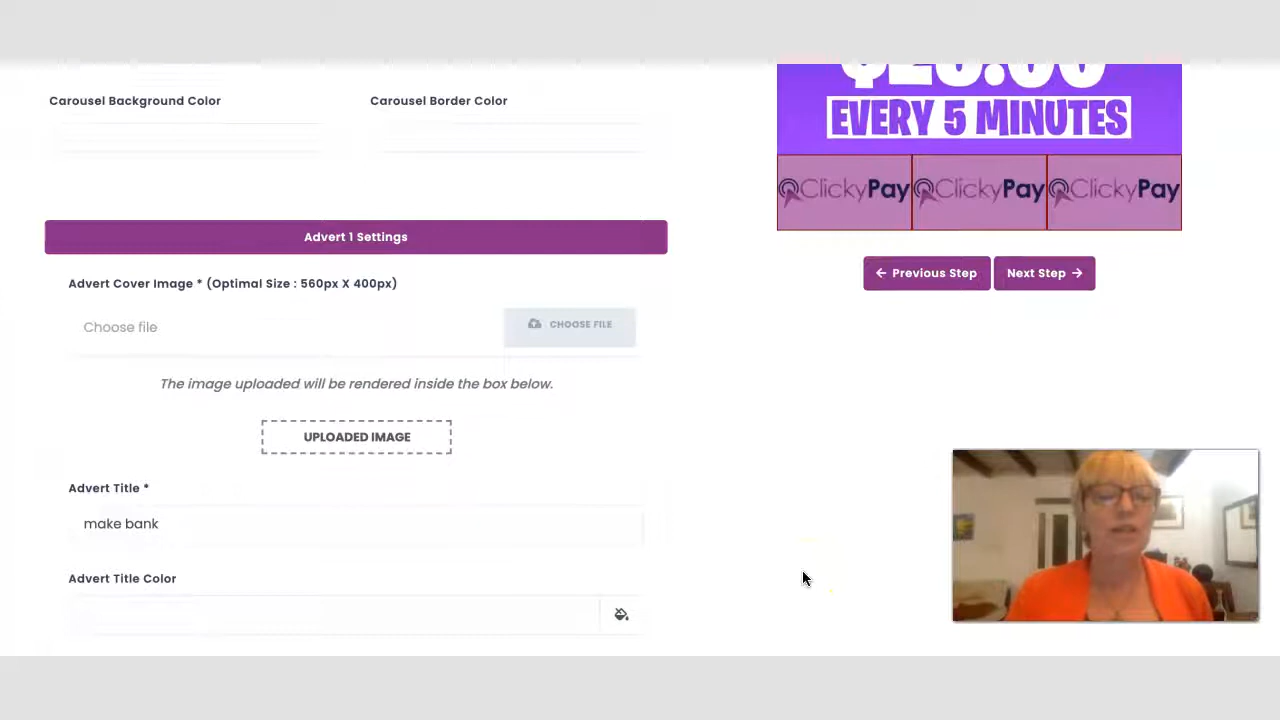 Carousel Background Color
Carousel Border Color
Advert 1 Settings
Advert Cover Image * (Optimal Size : 560px X 400px)
Choose file
CHOOSE FILE
The image uploaded will be rendered inside the box below.
UPLOADED IMAGE
Advert Title *
make bank
Advert Title Color
EVERY 5 MINUTES
ClickyPay ClickyPay ClickyPay
Previous Step
Next Step